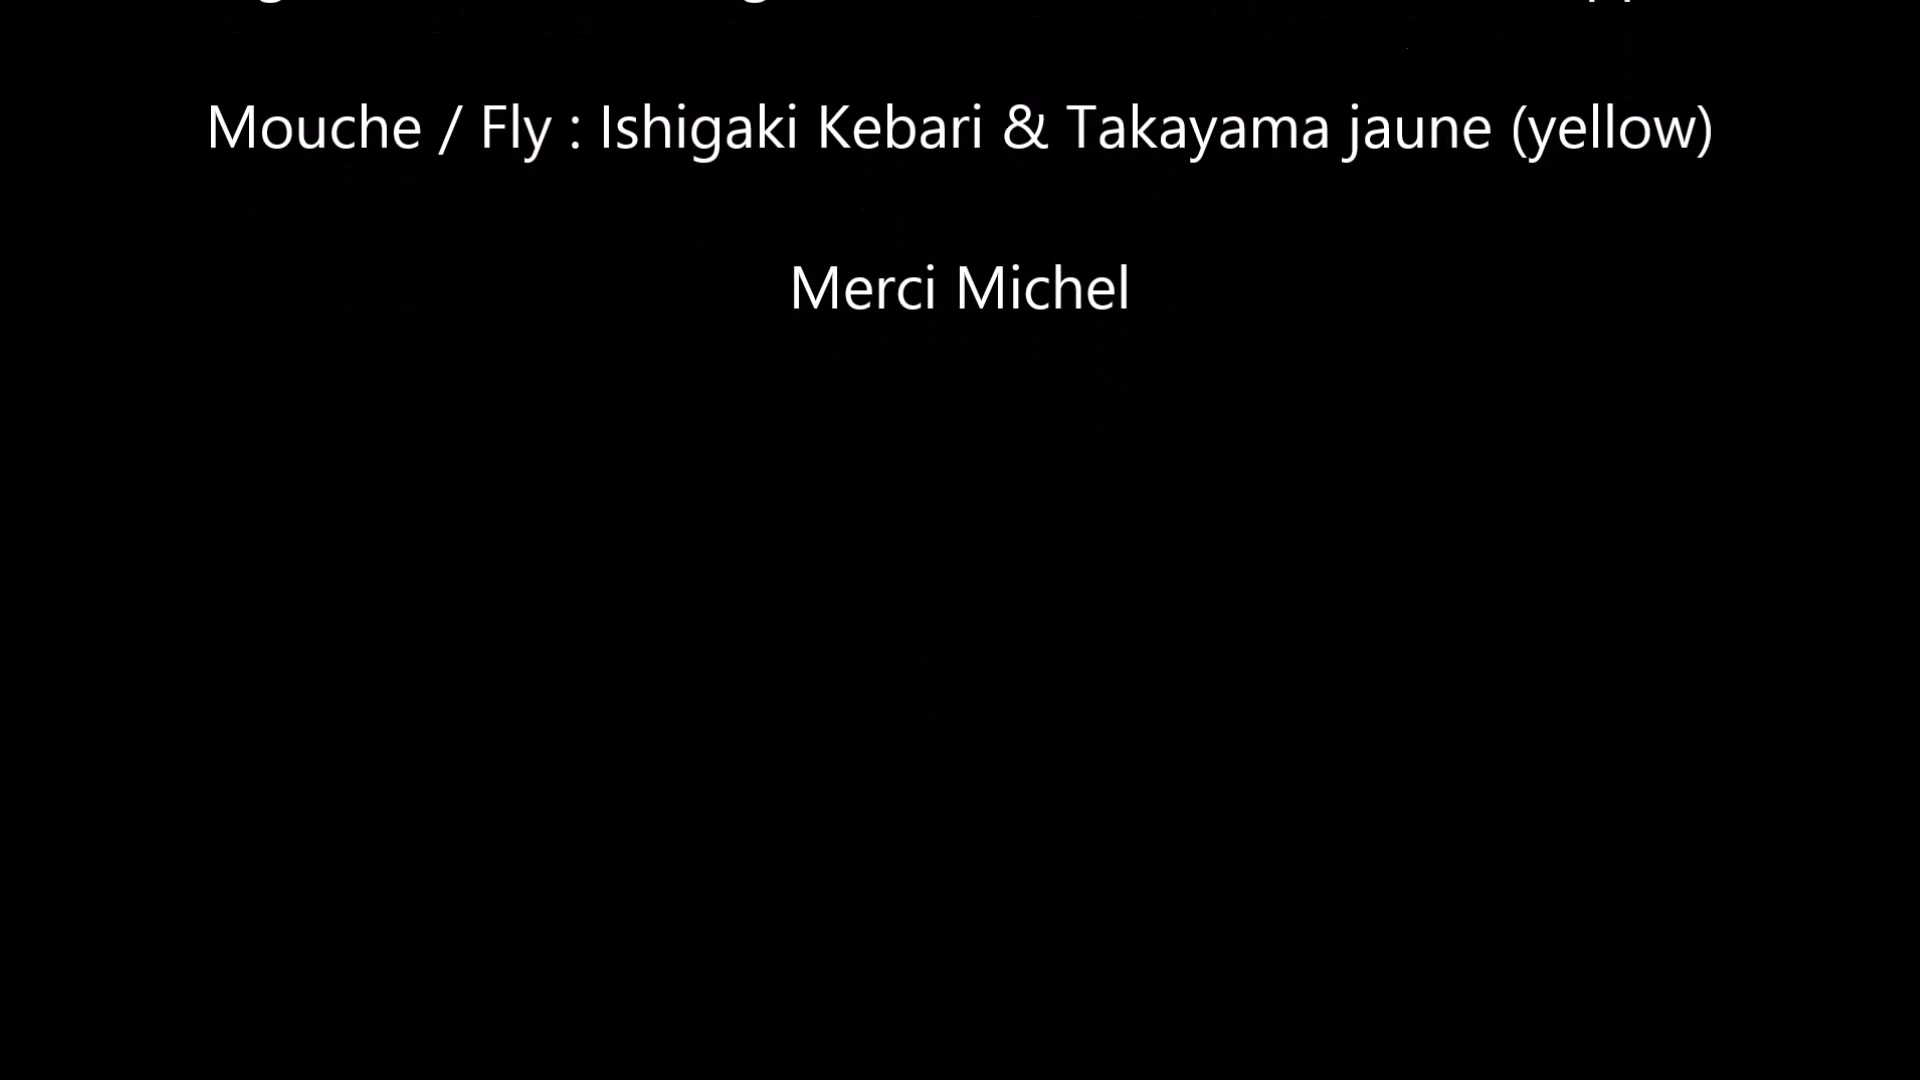 Mouche / Fly : Ishigaki Kebari & Takayama jaune (yellow)
Merci Michel